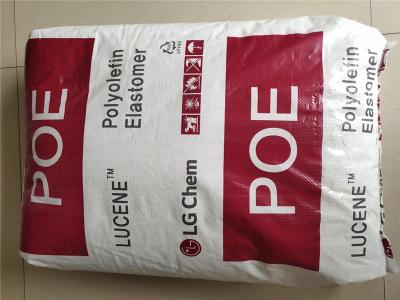 POE
LUCENE™
Polyolefin
Elastomer
LG Chem
POE
LUCENE™
Polyolefin
Elastomer